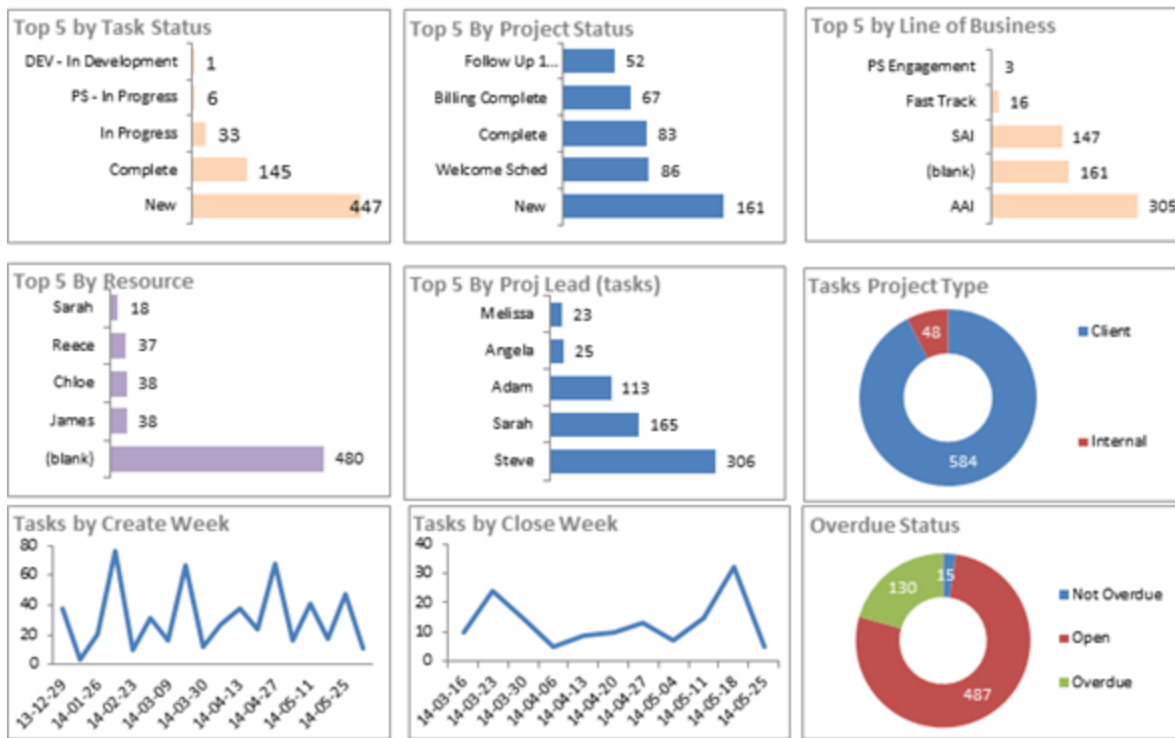 Top 5 by Task Status
DEV - In Development
1
PS - In Progress
6
In Progress
33
Complete
145
New
447
Top 5 By Project Status
Follow Up 1...
52
Billing Complete
67
Complete
83
Welcome Sched
86
New
161
Top 5 by Line of Business
PS Engagement
3
Fast Track
16
SAI
147
(blank)
161
AAI
305
Top 5 By Resource
Sarah
18
Reece
37
Chloe
38
James
38
(blank)
480
Top 5 By Proj Lead (tasks)
Melissa
23
Angela
25
Adam
113
Sarah
165
Steve
306
Tasks Project Type
48
Client
Internal
584
Tasks by Create Week
80
60
40
20
0
13-12-29
14-01-26
14-02-23
14-03-09
14-03-30
14-04-13
14-04-27
14-05-11
14-05-25
Tasks by Close Week
40
30
20
10
0
14-03-16
14-03-23
14-03-30
14-04-06
14-04-13
14-04-20
14-04-27
14-05-04
14-05-11
14-05-18
14-05-25
Overdue Status
15
130
Not Overdue
Open
Overdue
487